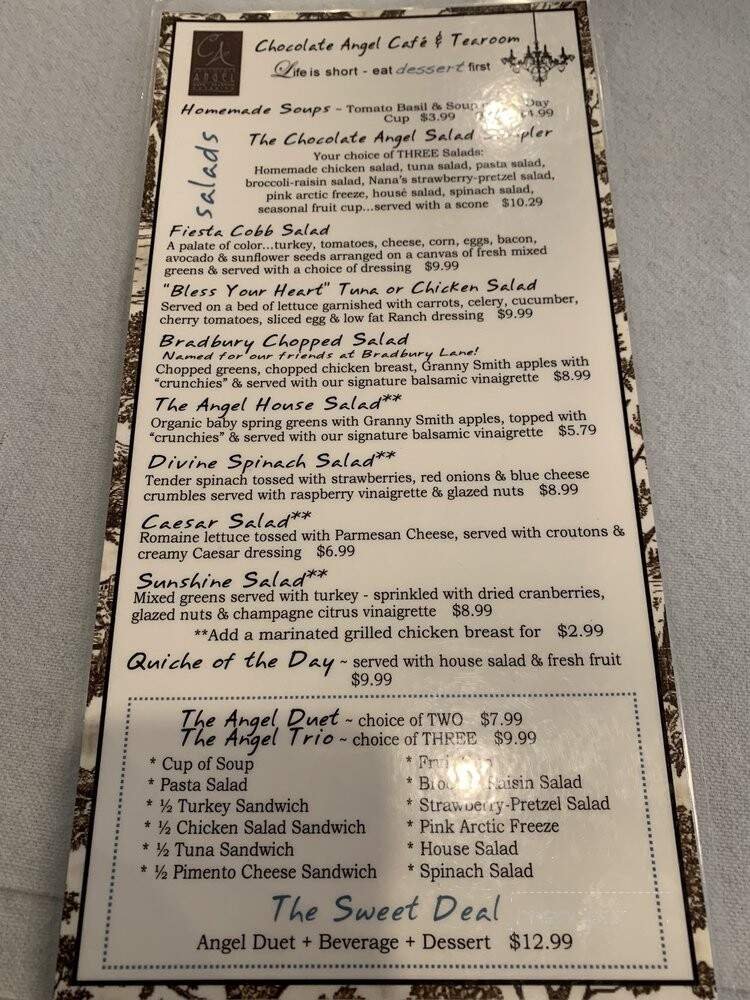 CA
ANGEL
Chocolate Angel Café & Tearoom
Life is short - eat dessert first
Homemade Soups ~ Tomato Basil & Soup Day
Cup $3.99 .99
salads
The Chocolate Angel Salad
Your choice of THREE Salads:
Homemade chicken salad, tuna salad, pasta salad,
broccoli-raisin salad, Nana's strawberry-pretzel salad,
pink arctic freeze, house salad, spinach salad,
seasonal fruit cup...served with a scone $10.29
Fiesta Cobb Salad
A palate of color...turkey, tomatoes, cheese, corn, eggs, bacon,
avocado & sunflower seeds arranged on a canvas of fresh mixed
greens & served with a choice of dressing $9.99
"Bless Your Heart" Tuna or Chicken Salad
Served on a bed of lettuce garnished with carrots, celery, cucumber,
cherry tomatoes, sliced egg & low fat Ranch dressing $9.99
Bradbury Chopped Salad
Named for our friends at Bradbury Lane!
Chopped greens, chopped chicken breast, Granny Smith apples with
"crunchies" & served with our signature balsamic vinaigrette $8.99
The Angel House Salad**
Organic baby spring greens with Granny Smith apples, topped with
"crunchies" & served with our signature balsamic vinaigrette $5.79
Divine Spinach Salad**
Tender spinach tossed with strawberries, red onions & blue cheese
crumbles served with raspberry vinaigrette & glazed nuts $8.99
Caesar Salad**
Romaine lettuce tossed with Parmesan Cheese, served with croutons &
creamy Caesar dressing $6.99
Sunshine Salad**
Mixed greens served with turkey - sprinkled with dried cranberries,
glazed nuts & champagne citrus vinaigrette $8.99
**Add a marinated grilled chicken breast for $2.99
Quiche of the Day ~ served with house salad & fresh fruit
$9.99
The Angel Duet ~ choice of TWO $7.99
The Angel Trio ~ choice of THREE $9.99
* Cup of Soup
* Pasta Salad
* ½ Turkey Sandwich
* ½ Chicken Salad Sandwich
* ½ Tuna Sandwich
* ½ Pimento Cheese Sandwich
*
* Raisin Salad
* Strawberry-Pretzel Salad
* Pink Arctic Freeze
* House Salad
* Spinach Salad
The Sweet Deal
Angel Duet + Beverage + Dessert $12.99